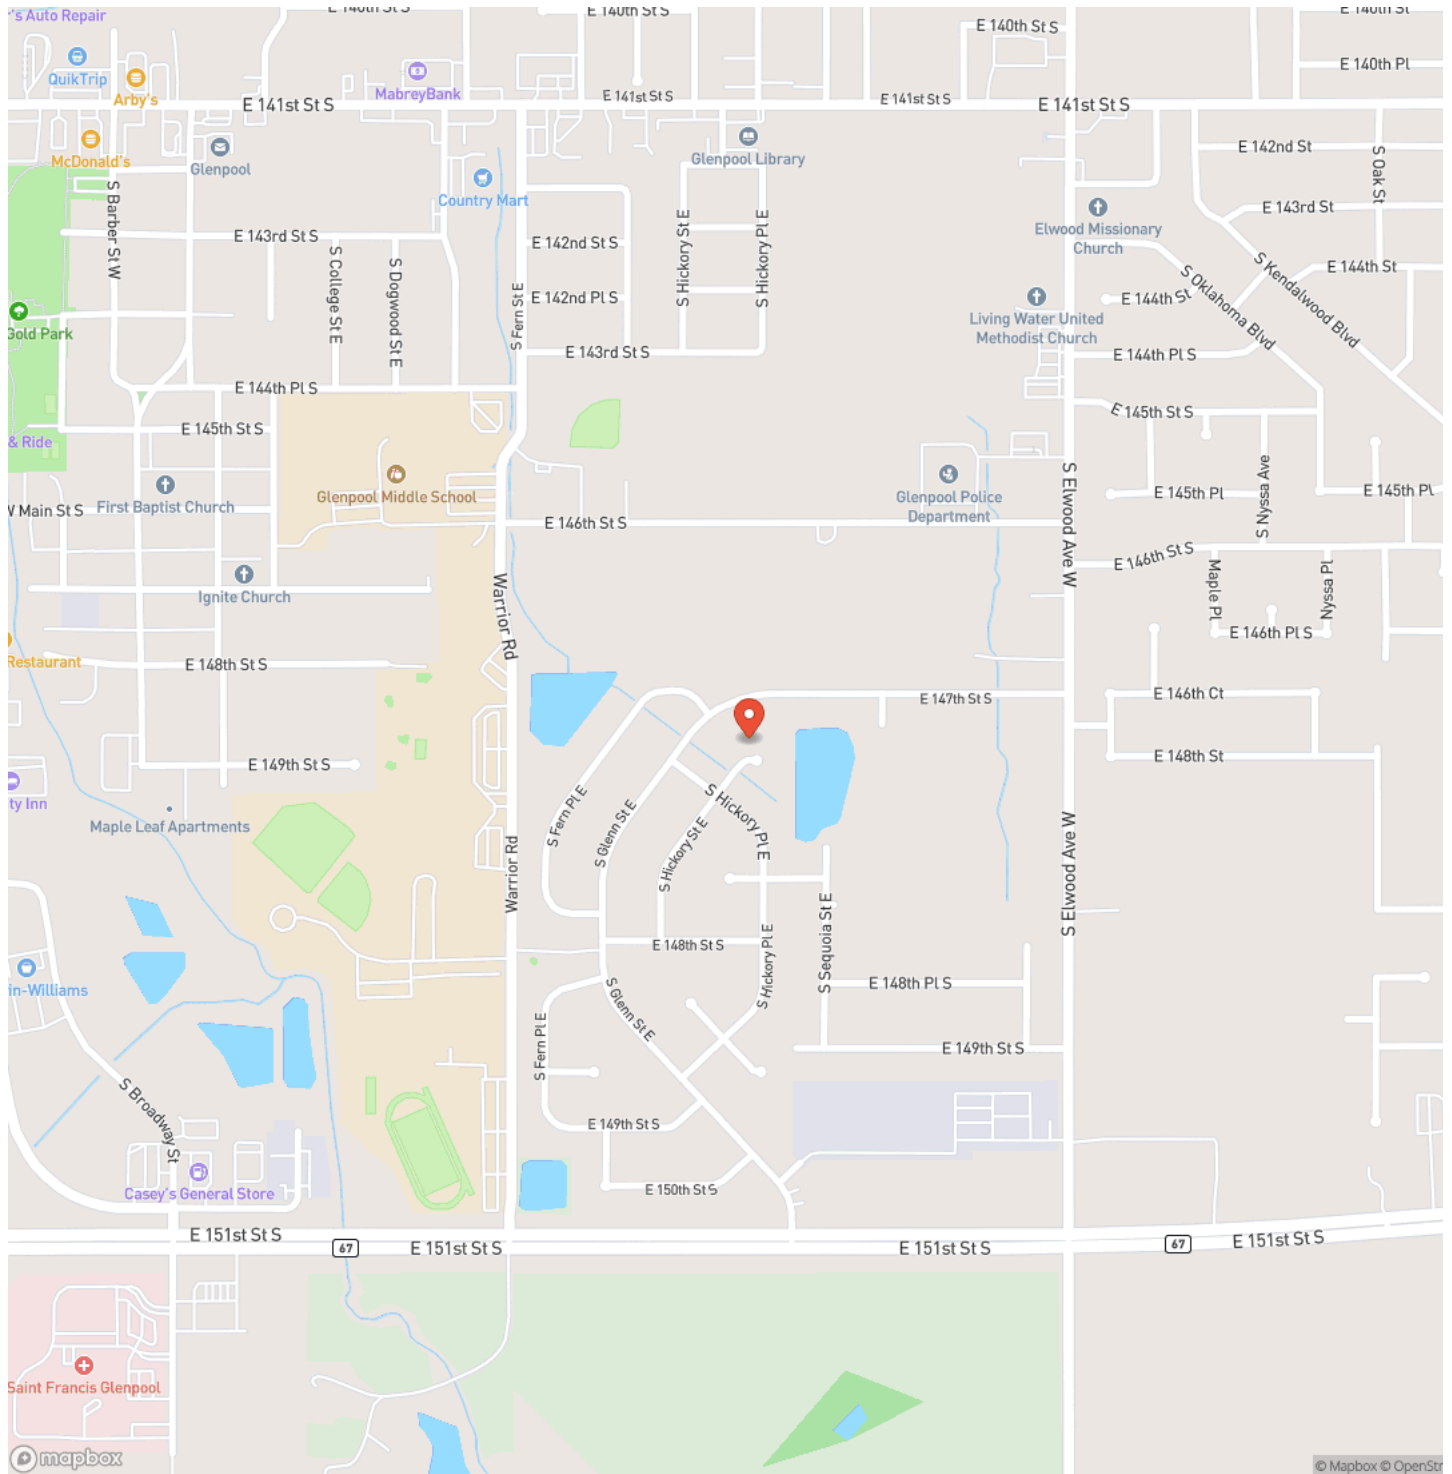 r's Auto Repair
E 140th St S
E 140th St S
E 140th St S
E 140th St
E 140th Pl
QuikTrip
Arby's
MabreyBank
E 141st St S
E 141st St S
E 141st St S
E 141st St S
McDonald's
Glenpool
Glenpool Library
E 142nd St
S Oak St
Country Mart
S Barber St W
E 143rd St S
E 142nd St S
S Hickory St E
S Hickory Pl E
Elwood Missionary
Church
E 143rd St
S Kendalwood Blvd
E 144th St
S College St E
S Dogwood St E
S Fern St E
E 142nd Pl S
S Oklahoma Blvd
E 144th St
Gold Park
Living Water United
Methodist Church
E 143rd St S
E 144th Pl S
E 144th Pl S
E 145th St S
E 145th St S
& Ride
First Baptist Church
Glenpool Middle School
Glenpool Police
Department
S Elwood Ave W
E 145th Pl
S Nyssa Ave
E 145th Pl
W Main St S
E 146th St S
E 146th St S
Ignite Church
Warrior Rd
Maple Pl
Nyssa Pl
E 146th Pl S
Restaurant
E 148th St S
E 147th St S
E 146th Ct
E 149th St S
E 148th St
ty Inn
Maple Leaf Apartments
S Fern Pl E
S Glenn St E
S Hickory St E
S Hickory Pl E
Warrior Rd
S Elwood Ave W
E 148th St S
S Hickory Pl E
S Sequoia St E
in-Williams
E 148th Pl S
S Glenn St E
S Fern Pl E
E 149th St S
S Broadway St
E 149th St S
Casey's General Store
E 150th St S
E 151st St S
67
E 151st St S
E 151st St S
67
E 151st St S
Saint Francis Glenpool
mapbox
© Mapbox © OpenStr